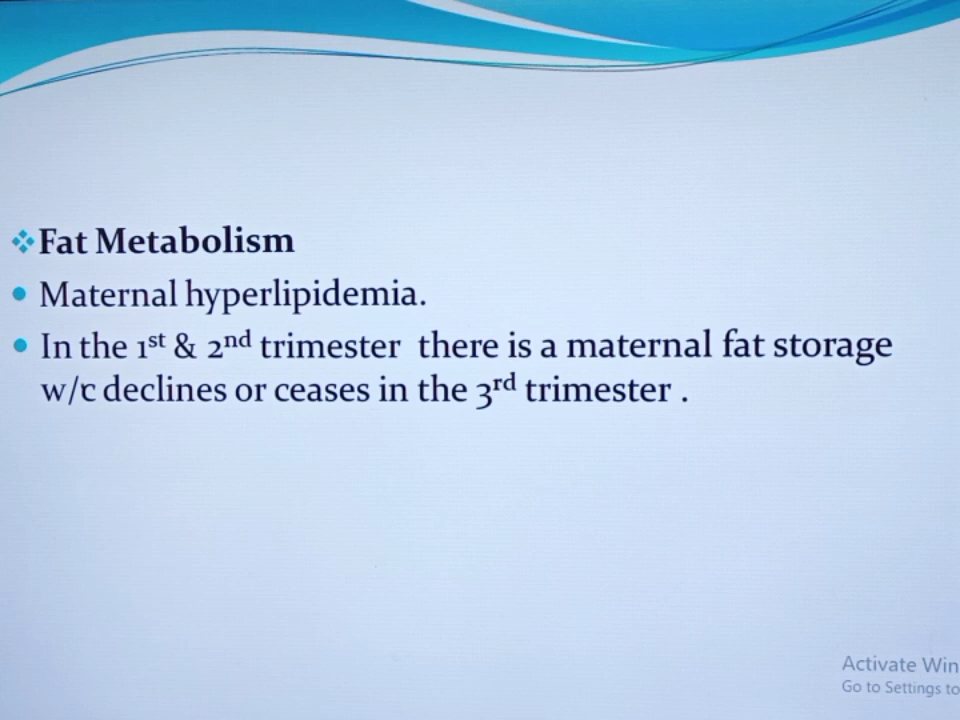 Fat Metabolism
Maternal hyperlipidemia.
In the 1st & 2nd trimester there is a maternal fat storage
w/c declines or ceases in the 3rd trimester .
Activate Win
Go to Settings to